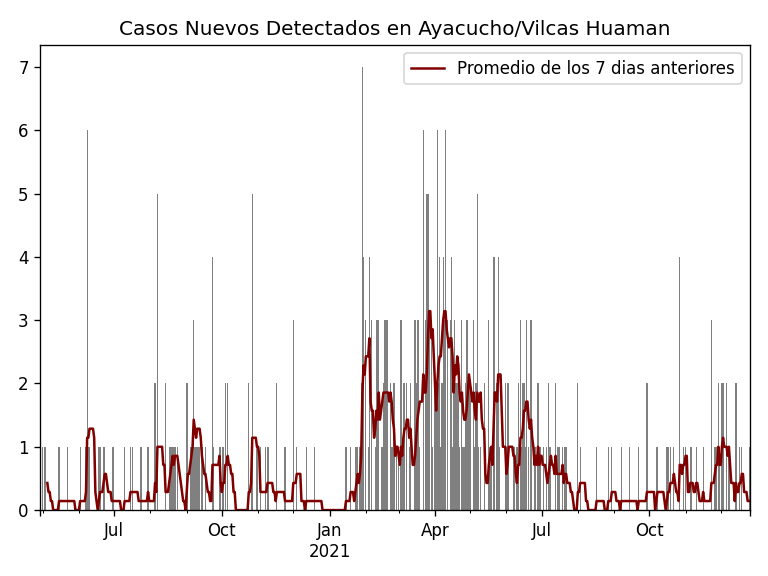 Casos Nuevos Detectados en Ayacucho/Vilcas Huaman
Promedio de los 7 dias anteriores
7
6
5
4
3
2
1
0
Jul
Oct
Jan
2021
Apr
Jul
Oct